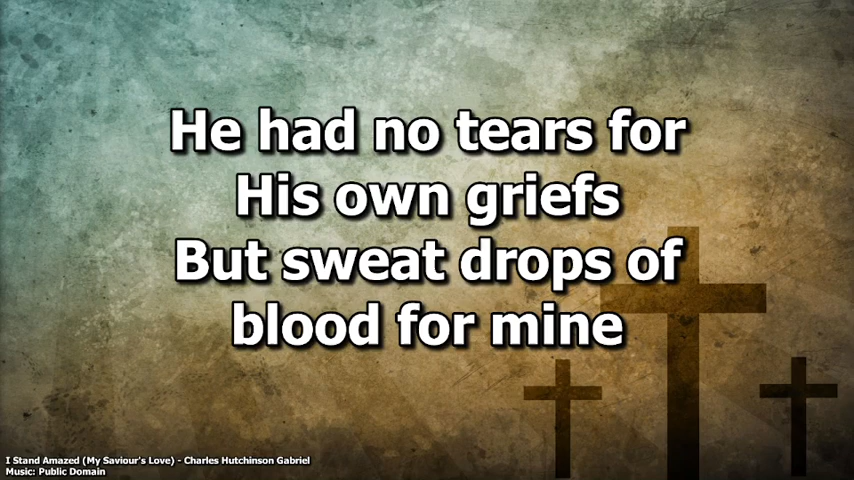 He had no tears for
His own griefs
But sweat drops of
blood for mine
I Stand Amazed (My Saviour's Love) - Charles Hutchinson Gabriel
Music: Public Domain